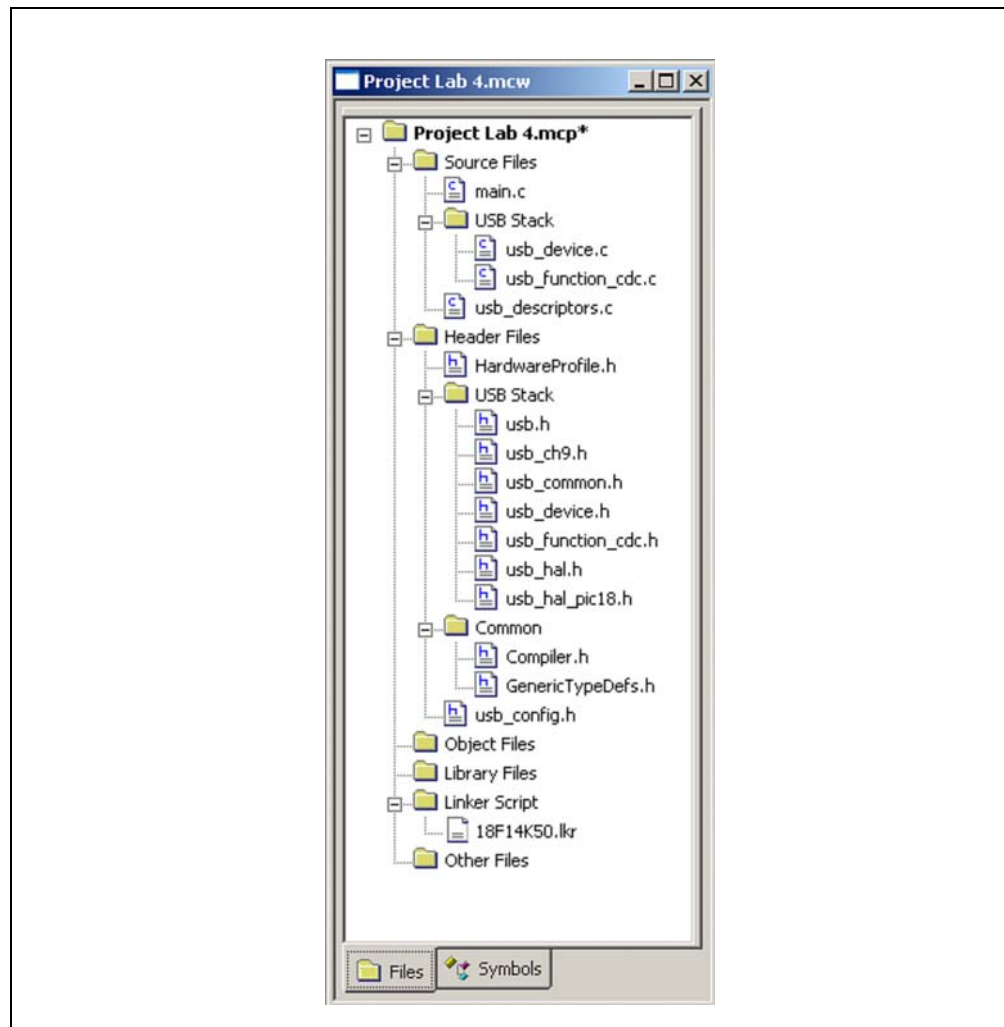 Project Lab 4.mcw
Project Lab 4.mcp*
Source Files
main.c
USB Stack
usb_device.c
usb_function_cdc.c
usb_descriptors.c
Header Files
HardwareProfile.h
USB Stack
usb.h
usb_ch9.h
usb_common.h
usb_device.h
usb_function_cdc.h
usb_hal.h
usb_hal_pic18.h
Common
Compiler.h
GenericTypeDefs.h
usb_config.h
Object Files
Library Files
Linker Script
18F14K50.lkr
Other Files
Files Symbols